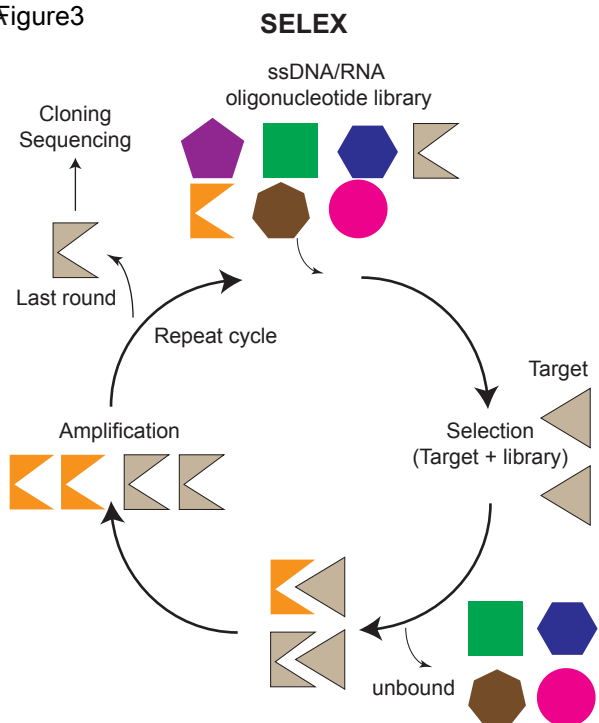 Figure3
SELEX
ssDNA/RNA
oligonucleotide library
Cloning
Sequencing
Last round
Repeat cycle
Target
Amplification
Selection
(Target + library)
unbound